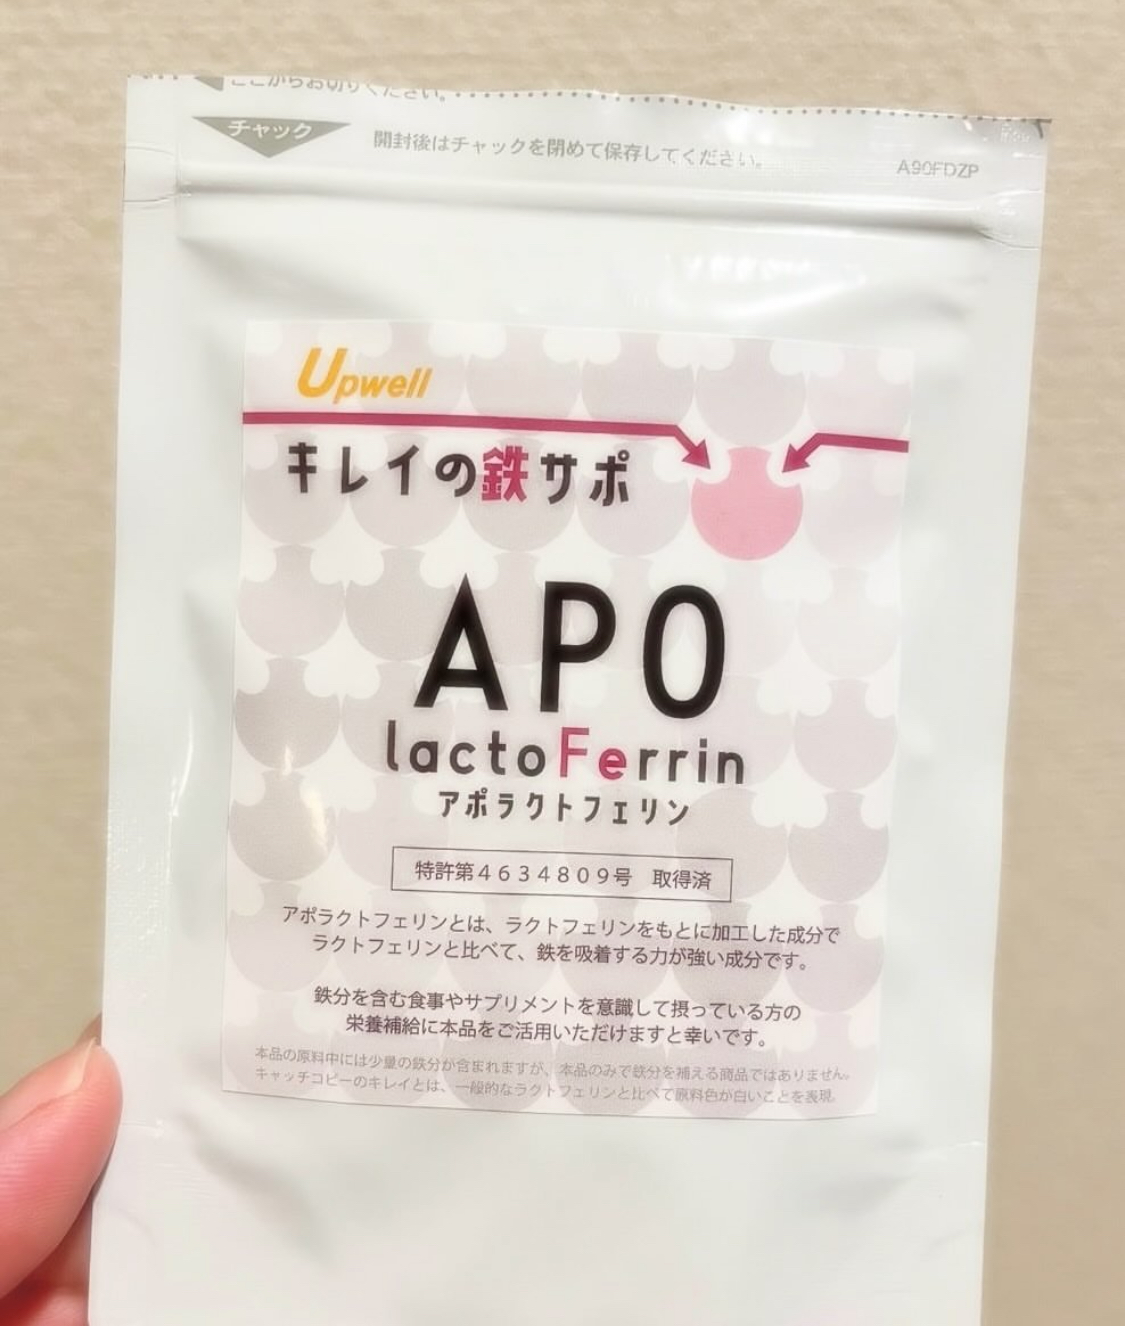 ここからお切りください。
チャック
開封後はチャックを閉めて保存してください。
A90FDZP
Upwell
キレイの鉄サポ
APO
lactoFerrin
アポラクトフェリン
特許第4634809号 取得済
アポラクトフェリンとは、ラクトフェリンをもとに加工した成分で
ラクトフェリンと比べて、鉄を吸着する力が強い成分です。
鉄分を含む食事やサプリメントを意識して摂っている方の
栄養補給に本品をご活用いただけますと幸いです。
本品の原料中には少量の鉄分が含まれますが、本品のみで鉄分を補える商品ではありません。
キャッチコピーのキレイとは、一般的なラクトフェリンと比べて原料色が白いことを表現。